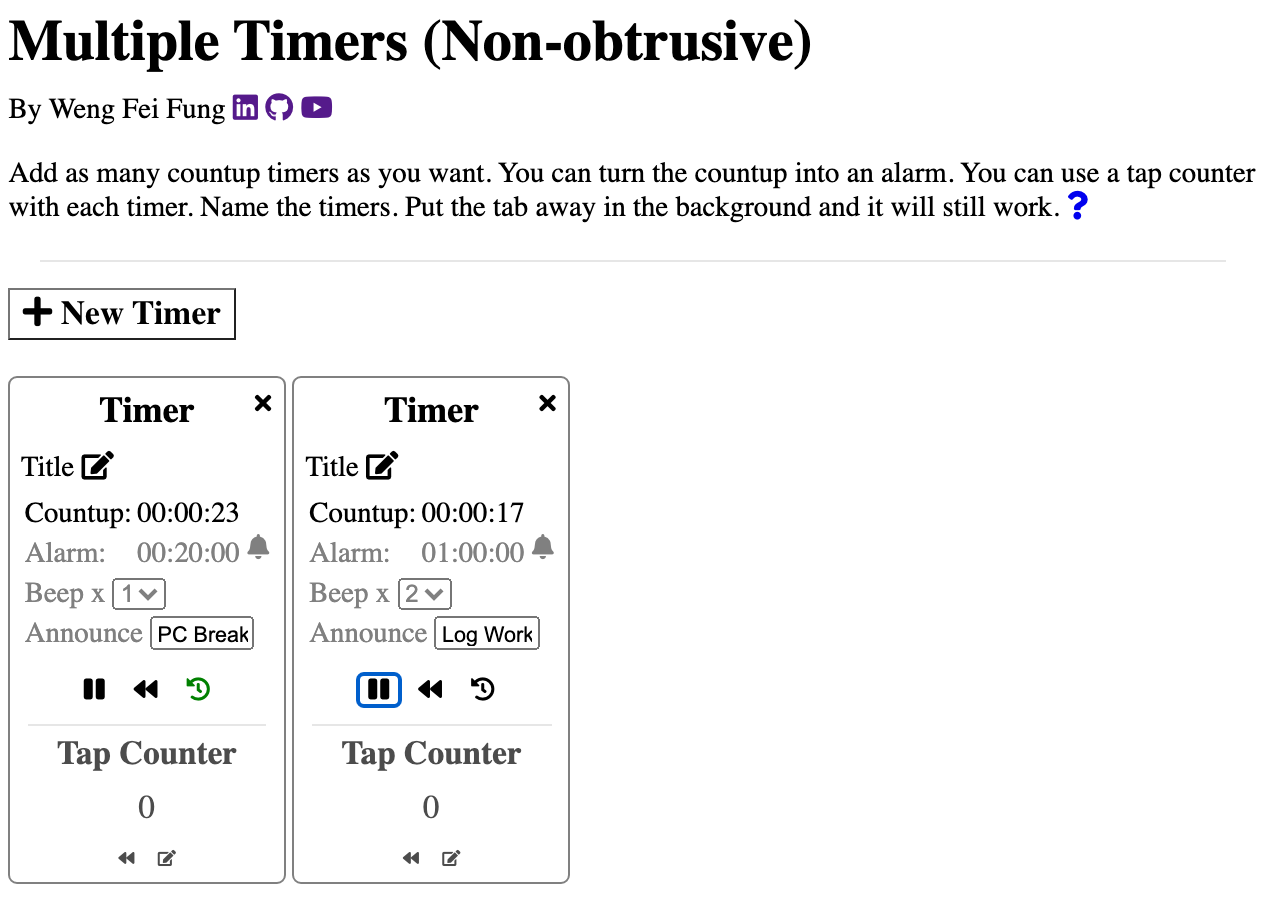 Multiple Timers (Non-obtrusive)
By Weng Fei Fung
Add as many countup timers as you want. You can turn the countup into an alarm. You can use a tap counter
with each timer. Name the timers. Put the tab away in the background and it will still work. ?
New Timer
Timer
Title
Countup: 00:00:23
Alarm: 00:20:00
Beep x 1
Announce PC Break
Tap Counter
0
Timer
Title
Countup: 00:00:17
Alarm: 01:00:00
Beep x 2
Announce Log Work
Tap Counter
0